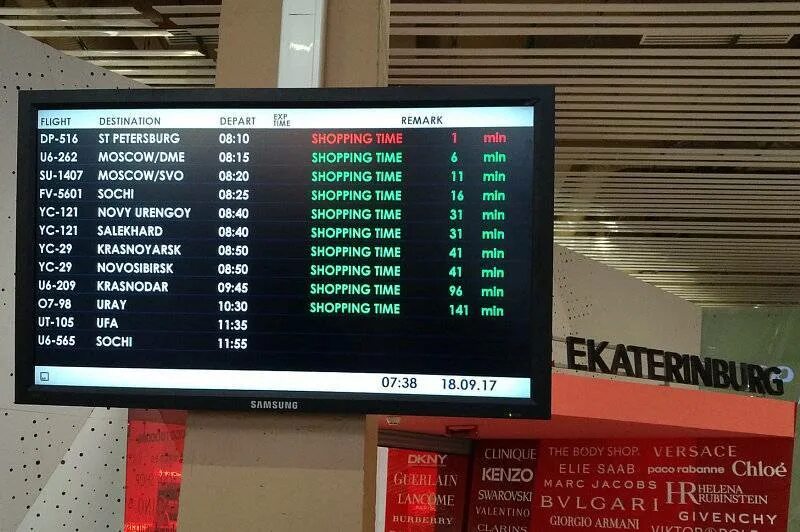 FLIGHT DESTINATION DEPART EXP TIME REMARK
DP-516 ST PETERSBURG 08:10 SHOPPING TIME 1 min
U6-262 MOSCOW/DME 08:15 SHOPPING TIME 6 min
SU-1407 MOSCOW/SVO 08:20 SHOPPING TIME 11 min
FV-5601 SOCHI 08:25 SHOPPING TIME 16 min
YC-121 NOVY URENGOY 08:40 SHOPPING TIME 31 min
YC-121 SALEKHARD 08:40 SHOPPING TIME 31 min
YC-29 KRASNOYARSK 08:50 SHOPPING TIME 41 min
YC-29 NOVOSIBIRSK 08:50 SHOPPING TIME 41 min
U6-209 KRASNODAR 09:45 SHOPPING TIME 96 min
O7-98 URAY 10:30 SHOPPING TIME 141 min
UT-105 UFA 11:35
U6-565 SOCHI 11:55
07:38 18.09.17
SAMSUNG
EKATERINBURG
DKNY
GUERLAIN
LANCÔME
BURBERRY
CLINIQUE
KENZO
SWAROVSKI
VALENTINO
CLARINS
THE BODY SHOP. VERSACE
ELIE SAAB paco rabanne Chloé
MARC JACOBS HR HELENA RUBINSTEIN
BVLGARI
GIORGIO ARMANI GIVENCHY